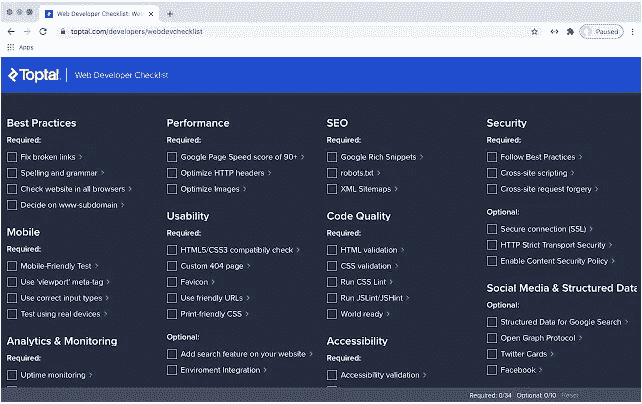 Web Developer Checklist: We
toptal.com/developers/webdevchecklist
Paused
Apps
Toptal
Web Developer Checklist
Best Practices
Required:
Fix broken links
Spelling and grammar
Check website in all browsers
Decide on www-subdomain
Mobile
Required:
Mobile-Friendly Test
Use 'viewport' meta-tag
Use correct input types
Test using real devices
Analytics & Monitoring
Required:
Uptime monitoring
Performance
Required:
Google Page Speed score of 90+
Optimize HTTP headers
Optimize Images
Usability
Required:
HTML5/CSS3 compatibily check
Custom 404 page
Favicon
Use friendly URLs
Print-friendly CSS
Optional:
Add search feature on your website
Enviroment Integration
SEO
Required:
Google Rich Snippets
robots.txt
XML Sitemaps
Code Quality
Required:
HTML validation
CSS validation
Run CSS Lint
Run JSLint/JSHint
World ready
Accessibility
Required:
Accessibility validation
Security
Required:
Follow Best Practices
Cross-site scripting
Cross-site request forgery
Optional:
Secure connection (SSL)
HTTP Strict Transport Security
Enable Content Security Policy
Social Media & Structured Data
Optional:
Structured Data for Google Search
Open Graph Protocol
Twitter Cards
Facebook
Required: 0/34 Optional: 0/10 Reset